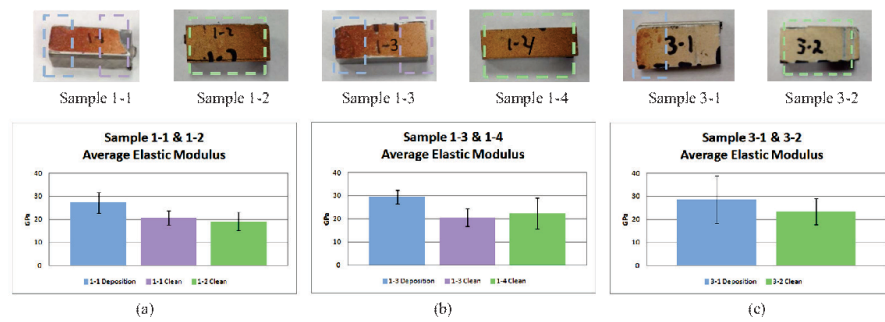 1-2
1-3
1-4
3-1
3-2
Sample 1-1
Sample 1-2
Sample 1-3
Sample 1-4
Sample 3-1
Sample 3-2
Sample 1-1 & 1-2
Average Elastic Modulus
GPa
40
30
20
10
0
1-1 Deposition
1-1 Clean
1-2 Clean
(a)
Sample 1-3 & 1-4
Average Elastic Modulus
GPa
40
30
20
10
0
1-3 Deposition
1-3 Clean
1-4 Clean
(b)
Sample 3-1 & 3-2
Average Elastic Modulus
GPa
40
30
20
10
0
3-1 Deposition
3-2 Clean
(c)